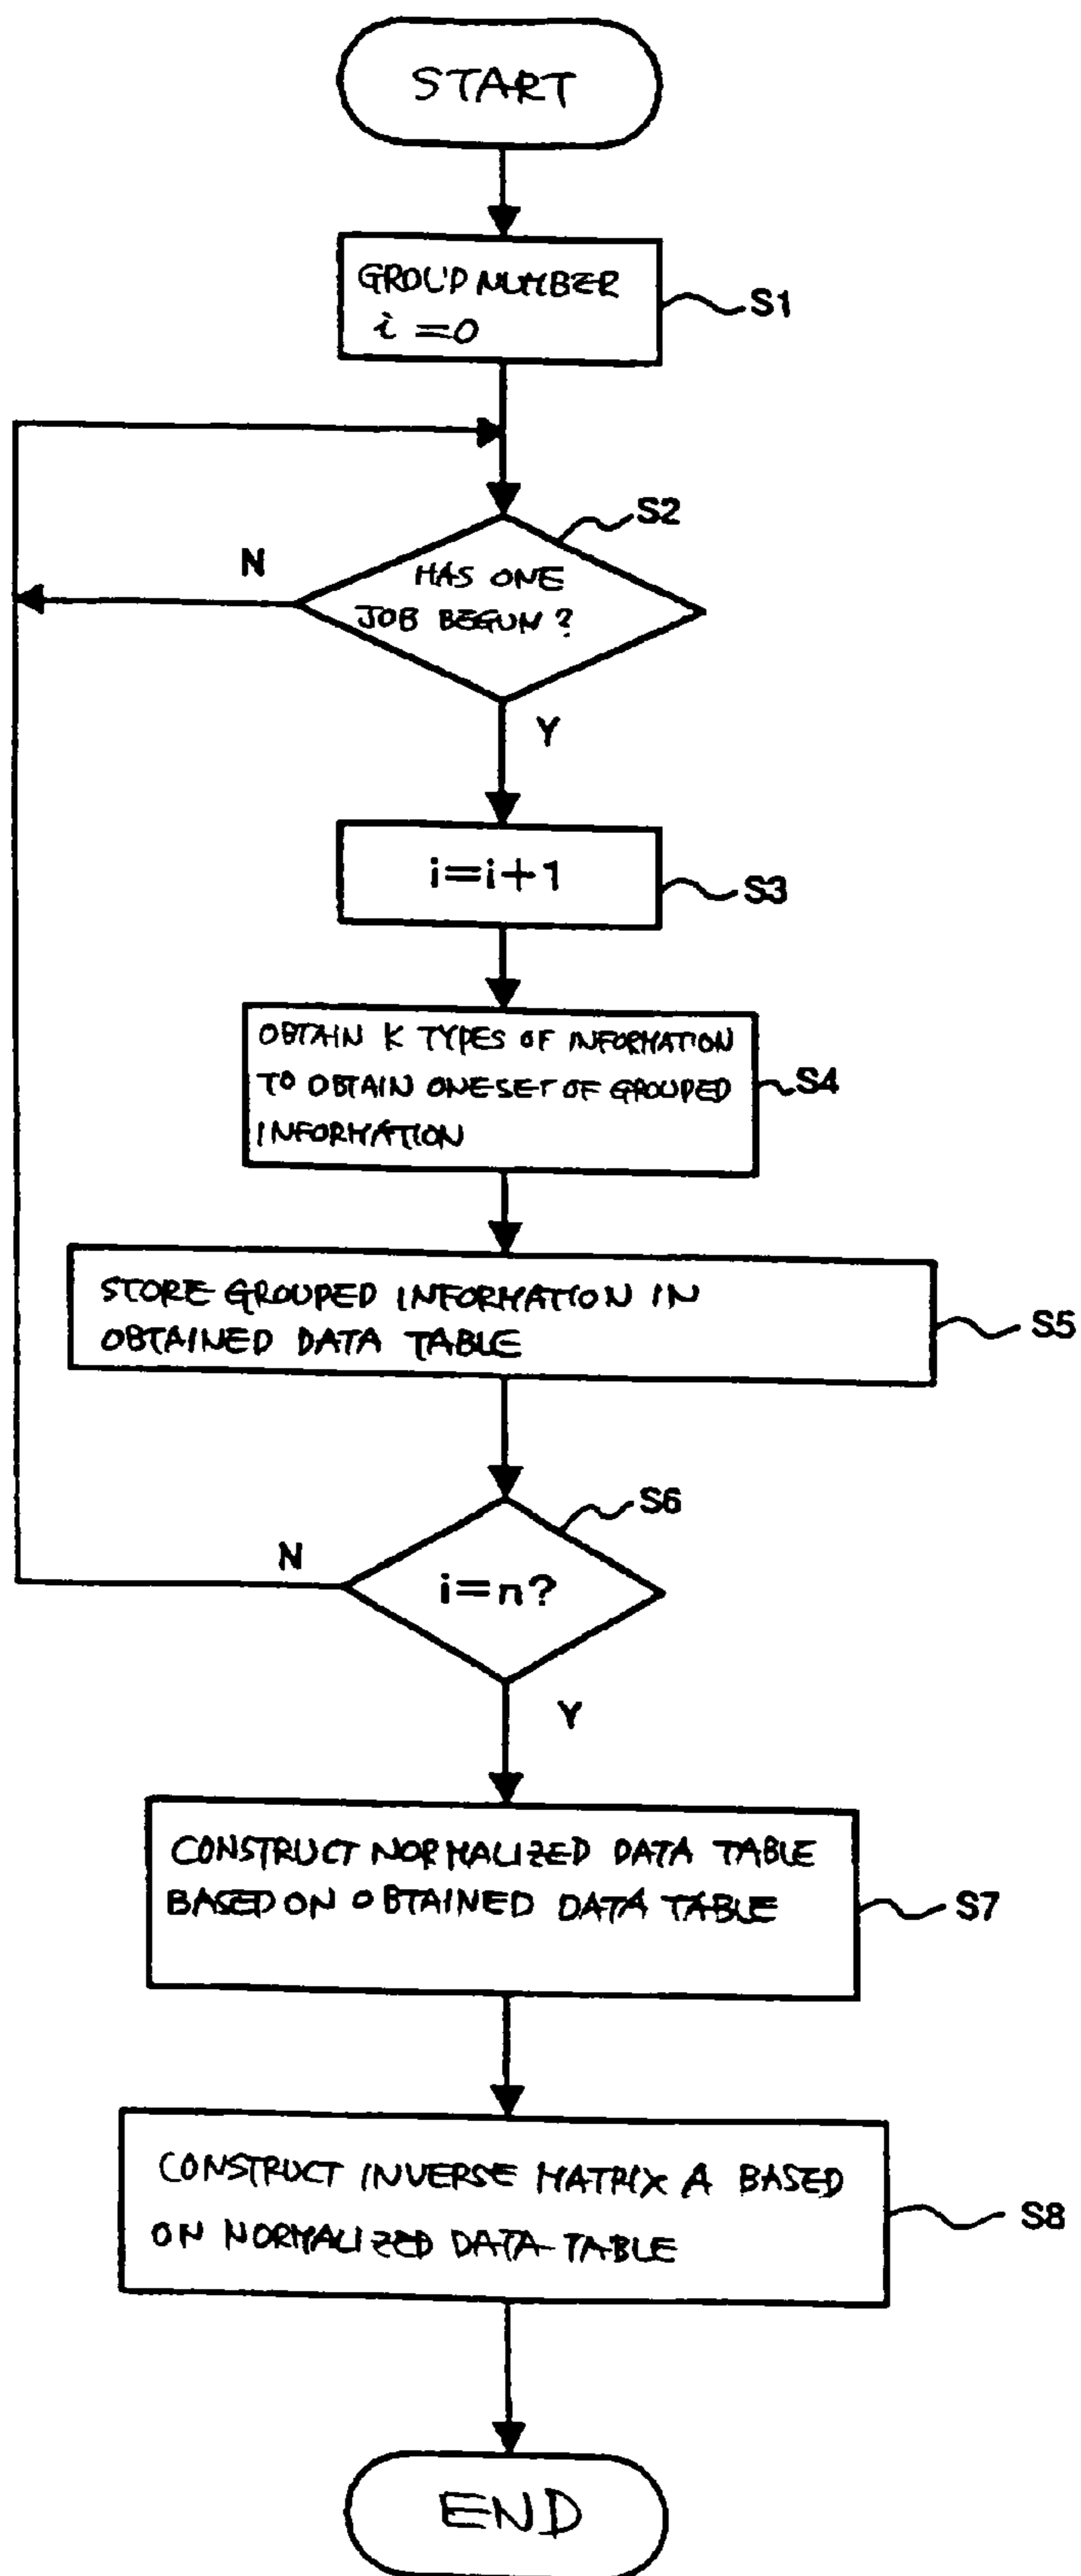 START
GROUP NUMBER
i = 0
S1
S2
N
HAS ONE
JOB BEGUN?
Y
i=i+1
S3
OBTAIN K TYPES OF INFORMATION
TO OBTAIN ONE SET OF GROUPED
INFORMATION
S4
STORE GROUPED INFORMATION IN
OBTAINED DATA TABLE
S5
S6
N
i=n?
Y
CONSTRUCT NORMALIZED DATA TABLE
BASED ON OBTAINED DATA TABLE
S7
CONSTRUCT INVERSE MATRIX A BASED
ON NORMALIZED DATA TABLE
S8
END